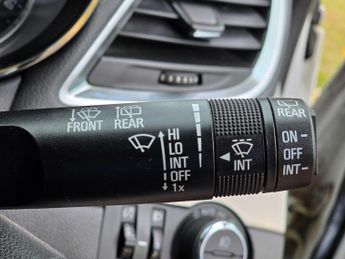 FRONT
REAR
HI
LO
INT
OFF
1x
INT
REAR
ON
OFF
INT